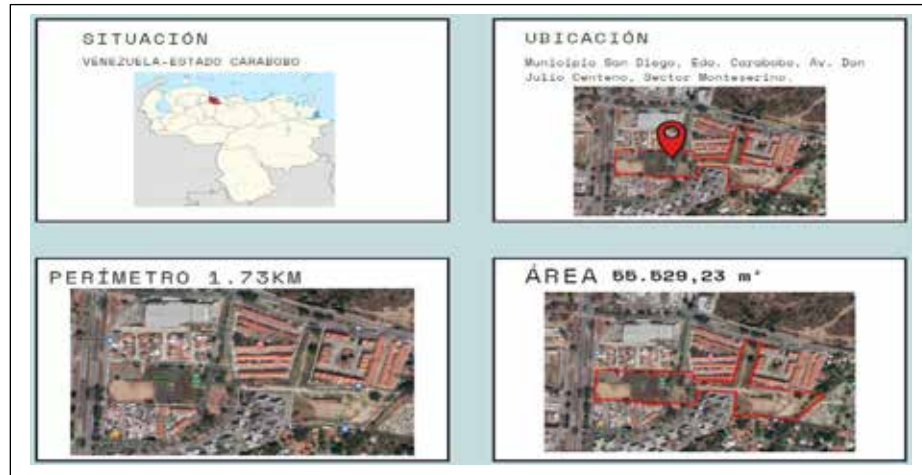 SITUACIÓN
VENEZUELA-ESTADO CARABOBO
UBICACIÓN
Municipio San Diego, Edo. Carabobo, Av. Don
Julio Centeno, Sector Monteserino.
PERÍMETRO 1.73KM
ÁREA 55.529,23 m²